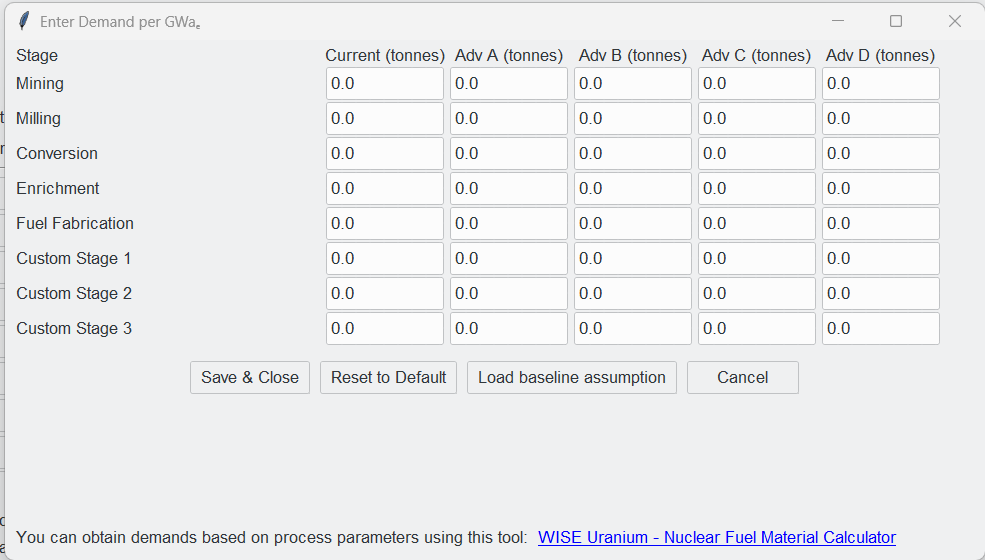 Enter Demand per GWaₑ
Stage Current (tonnes) Adv A (tonnes) Adv B (tonnes) Adv C (tonnes) Adv D (tonnes)
Mining 0.0 0.0 0.0 0.0 0.0
Milling 0.0 0.0 0.0 0.0 0.0
Conversion 0.0 0.0 0.0 0.0 0.0
Enrichment 0.0 0.0 0.0 0.0 0.0
Fuel Fabrication 0.0 0.0 0.0 0.0 0.0
Custom Stage 1 0.0 0.0 0.0 0.0 0.0
Custom Stage 2 0.0 0.0 0.0 0.0 0.0
Custom Stage 3 0.0 0.0 0.0 0.0 0.0
Save & Close Reset to Default Load baseline assumption Cancel
You can obtain demands based on process parameters using this tool: WISE Uranium - Nuclear Fuel Material Calculator